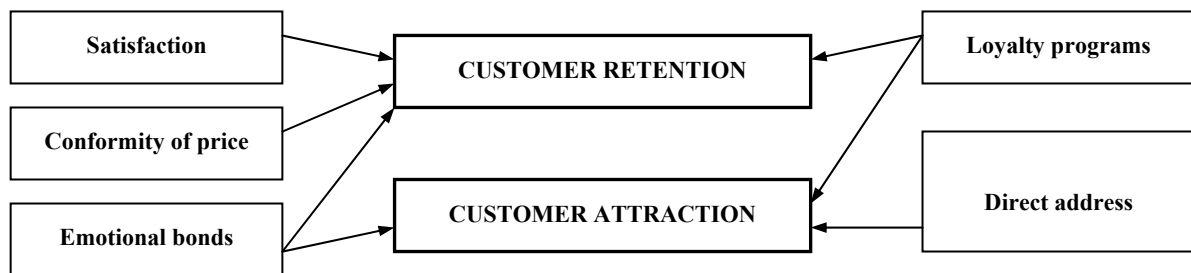 Satisfaction
CUSTOMER RETENTION
Loyalty programs
Conformity of price
Emotional bonds
CUSTOMER ATTRACTION
Direct address